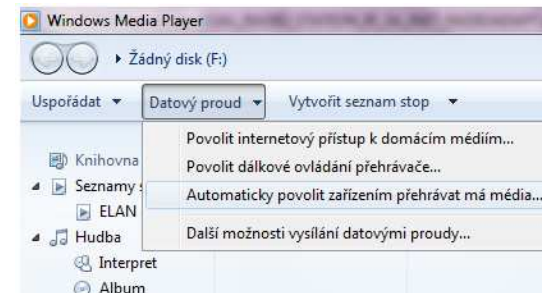 Windows Media Player
Žádný disk (F:)
Uspořádat Datový proud Vytvořit seznam stop
Povolit internetový přístup k domácím médiím...
Knihovna
Povolit dálkové ovládání přehrávače...
Seznamy
Automaticky povolit zařízením přehrávat má média...
ELAN
Hudba
Další možnosti vysílání datovými proudy...
Interpret
Album